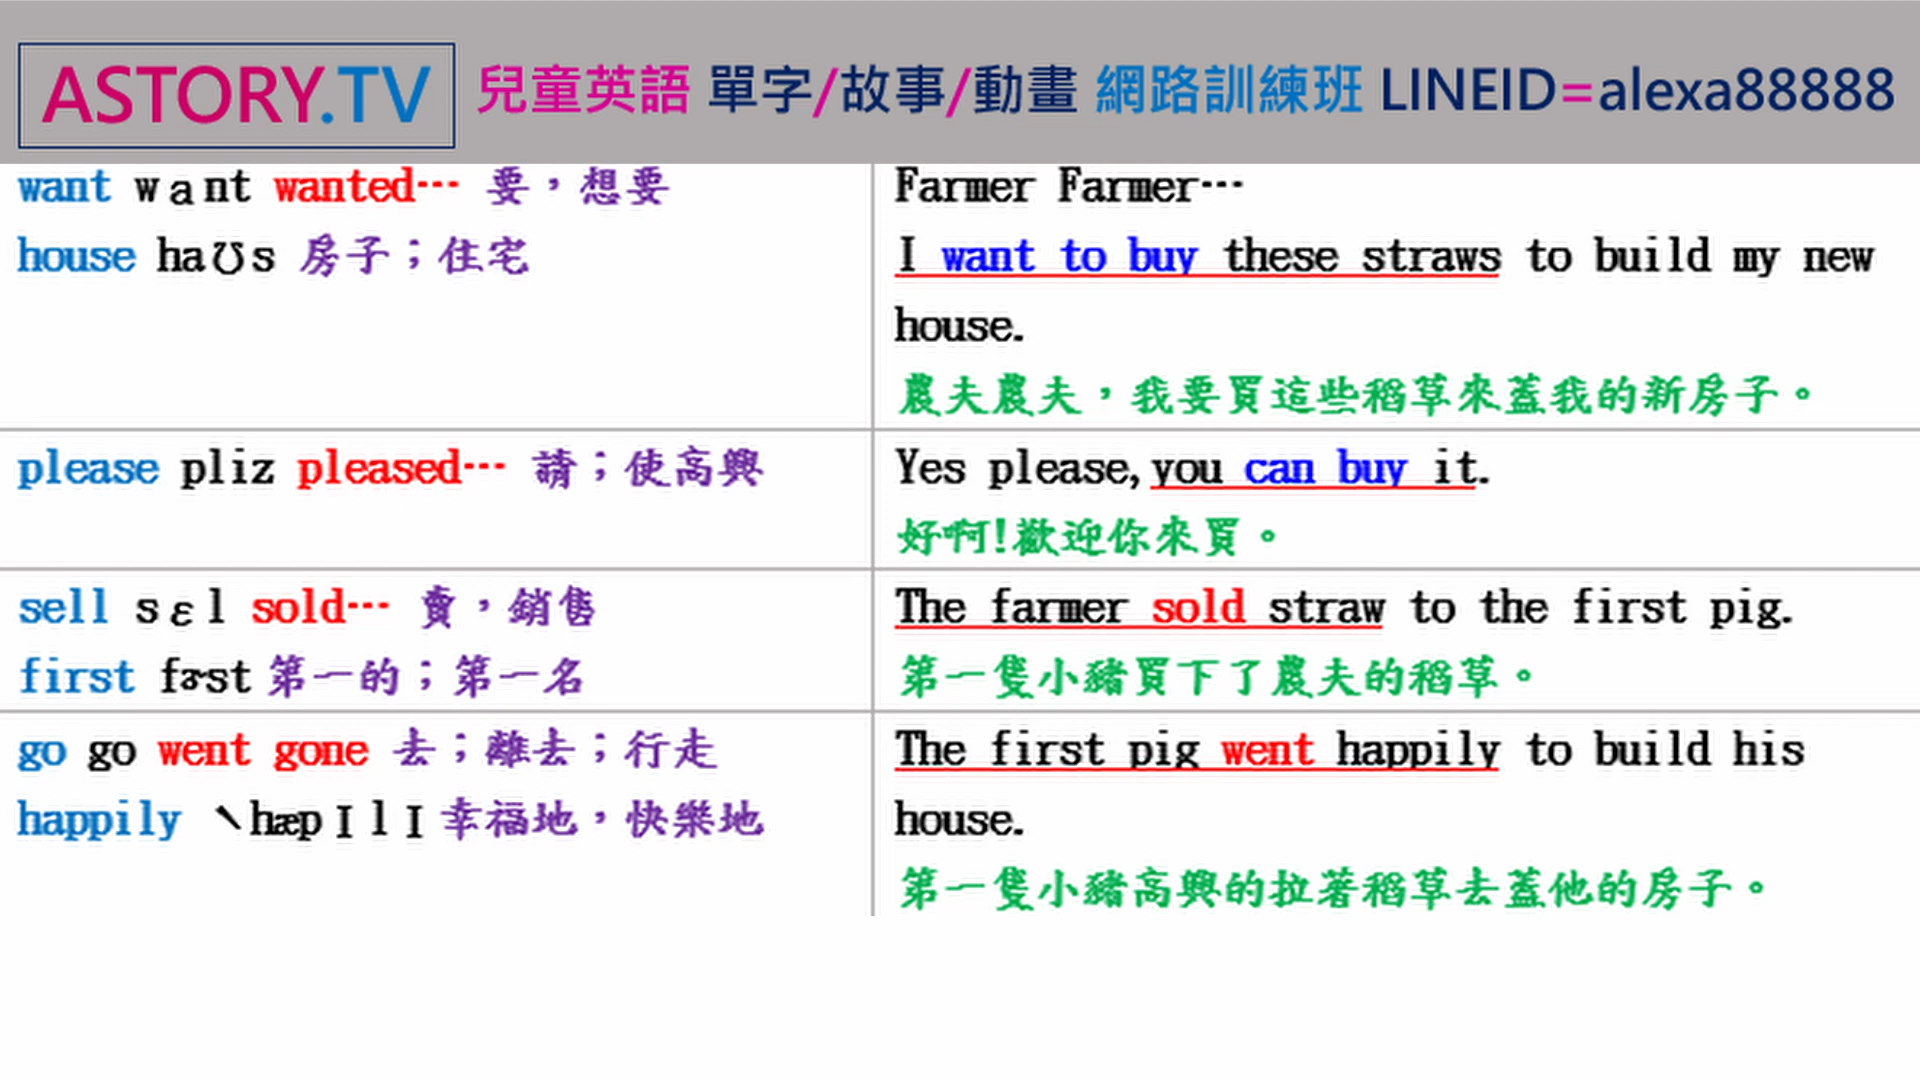 ASTORY.TV 兒童英語 單字/故事/動畫 網路訓練班 LINEID=alexa88888
want want wanted… 要，想要
house haʊs 房子；住宅
Farmer Farmer…
I want to buy these straws to build my new
house.
農夫農夫，我要買這些稻草來蓋我的新房子。
please pliz pleased… 請；使高興
Yes please, you can buy it.
好啊!歡迎你來買。
sell sɛl sold… 賣，銷售
first fɚst 第一的；第一名
The farmer sold straw to the first pig.
第一隻小豬買下了農夫的稻草。
go go went gone 去；離去；行走
happily ˋhæpɪlɪ 幸福地，快樂地
The first pig went happily to build his
house.
第一隻小豬高興的拉著稻草去蓋他的房子。